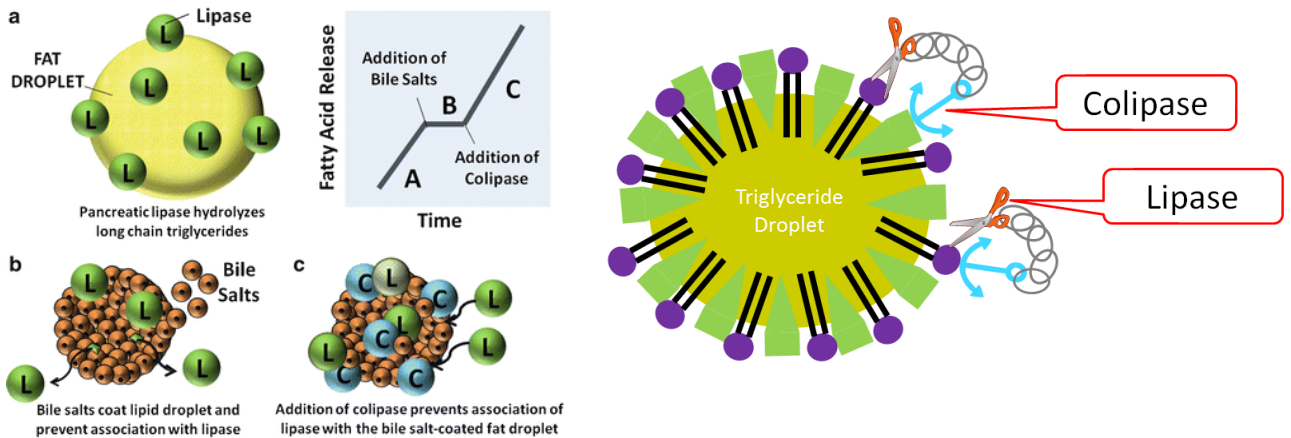 a
Lipase
FAT
DROPLET
L
L
L
L
L
L
L
Pancreatic lipase hydrolyzes
long chain triglycerides
Fatty Acid Release
Addition of
Bile Salts
A
B
C
Addition of
Colipase
Time
b
L
L
Bile
Salts
L
L
Bile salts coat lipid droplet and
prevent association with lipase
c
C
L
C
L
L
C
L
L
C
C
Addition of colipase prevents association of
lipase with the bile salt-coated fat droplet
Colipase
Lipase
Triglyceride
Droplet